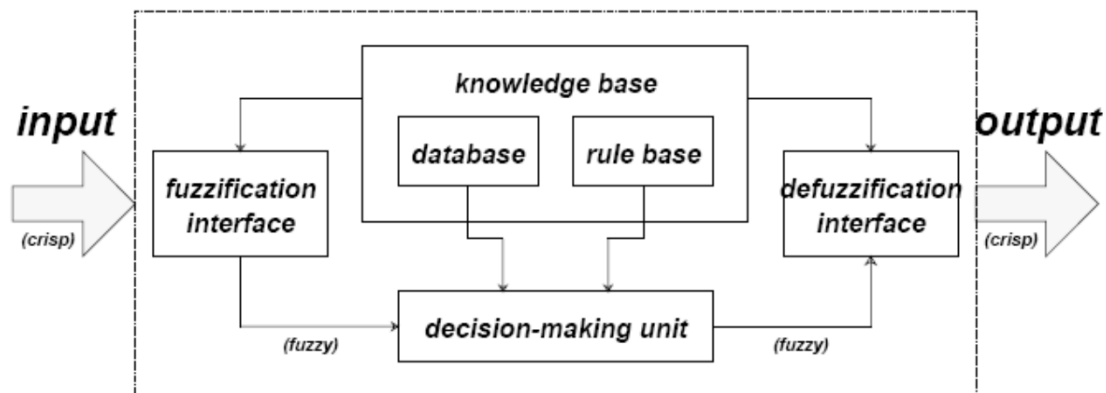 knowledge base
input
output
database
rule base
fuzzification
interface
defuzzification
interface
(crisp)
(crisp)
decision-making unit
(fuzzy)
(fuzzy)